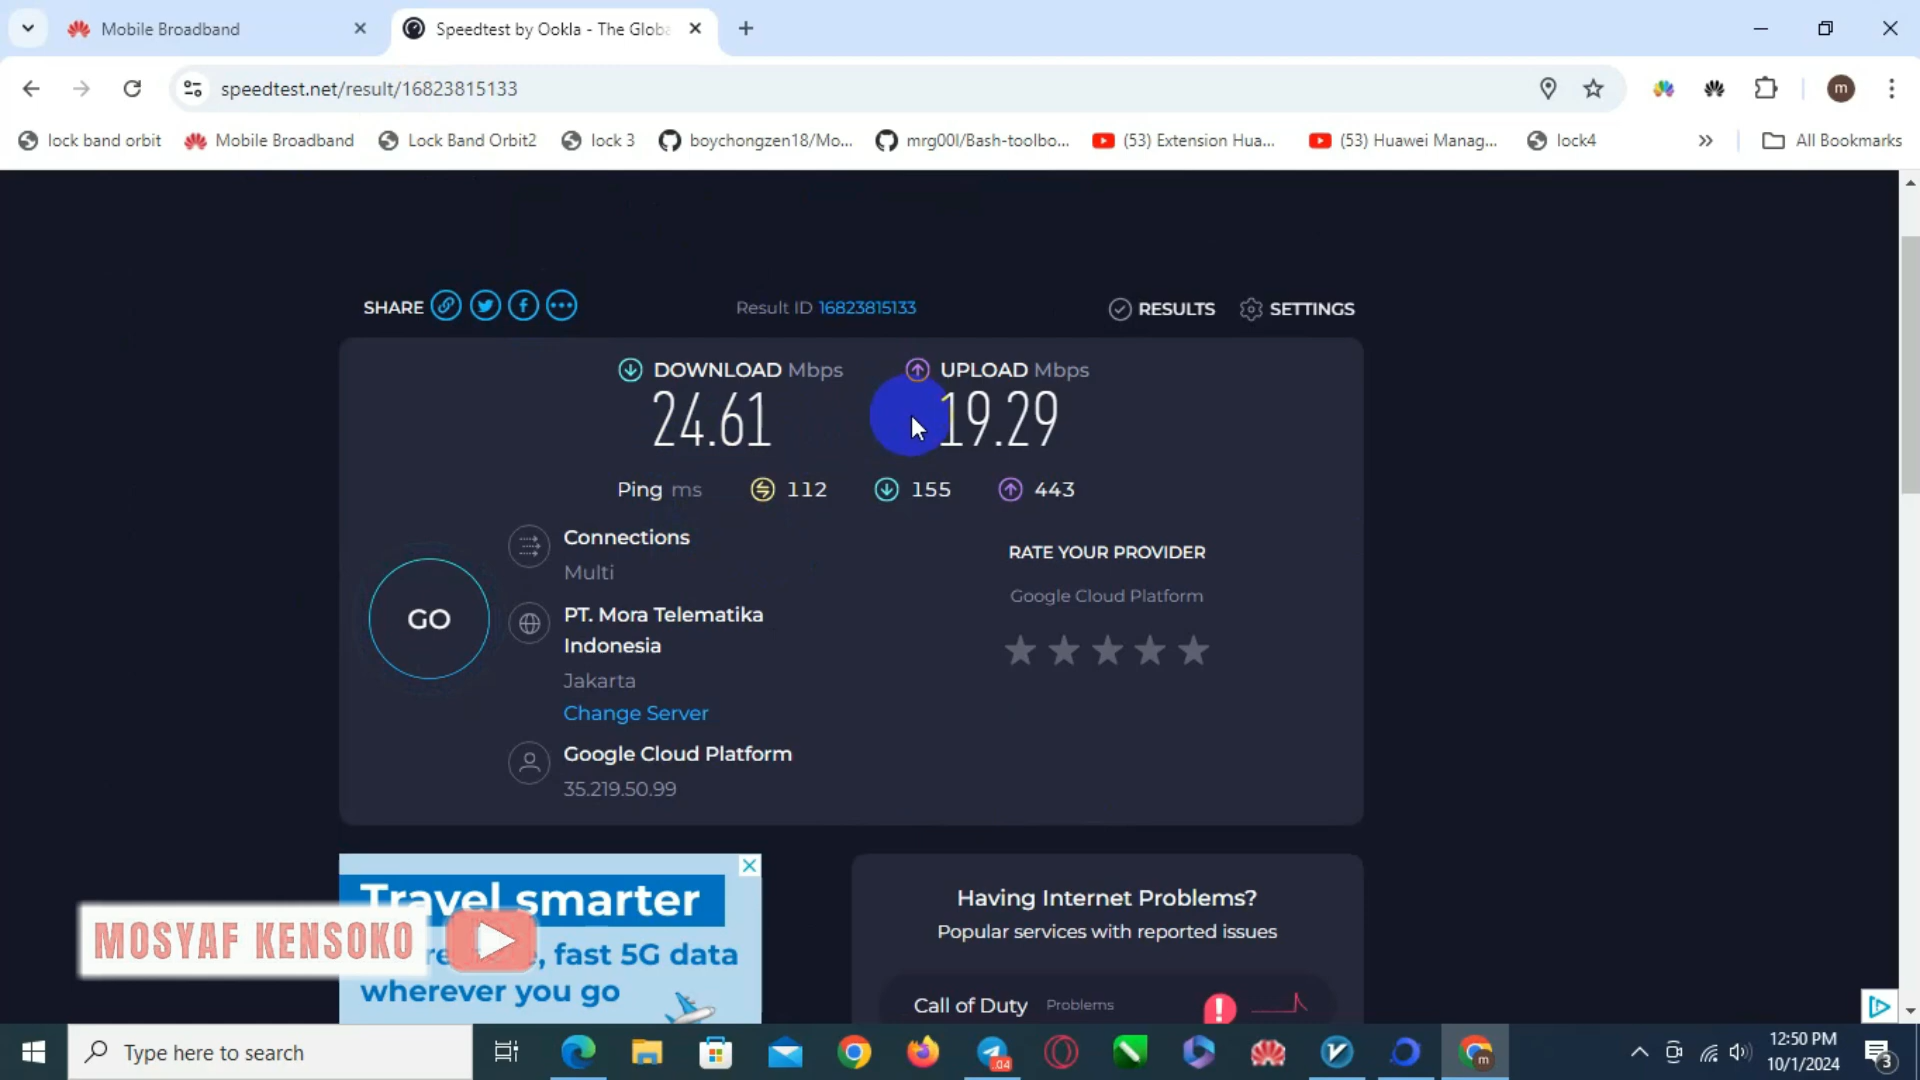 Mobile Broadband
Speedtest by Ookla - The Globa
speedtest.net/result/16823815133
m
lock band orbit
Mobile Broadband
Lock Band Orbit2
lock 3
boychongzen18/Mo...
mrg00l/Bash-toolbo...
(53) Extension Hua...
(53) Huawei Manag...
lock4
All Bookmarks
SHARE
Result ID 16823815133
RESULTS
SETTINGS
DOWNLOAD Mbps
UPLOAD Mbps
24.61
19.29
Ping ms
112
155
443
Connections
Multi
RATE YOUR PROVIDER
Google Cloud Platform
GO
PT. Mora Telematika
Indonesia
Jakarta
Change Server
Google Cloud Platform
35.219.50.99
Travel smarter
, fast 5G data
wherever you go
MOSYAF KENSOKO
Having Internet Problems?
Popular services with reported issues
Call of Duty Problems
Type here to search
.04
m
12:50 PM
10/1/2024
3